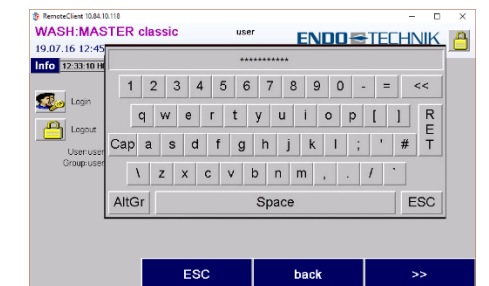 RemoteClient 10.84.10.118
WASH:MASTER classic
user
ENDO TECHNIK
19.07.16 12:45
Info 12:33:10
***********
1 2 3 4 5 6 7 8 9 0 - = <<
q w e r t y u i o p [ ] RET
Cap a s d f g h j k l ; ' #
\ z x c v b n m , . / `
AltGr Space ESC
Login
Logout
User:user
Group:user
ESC back >>